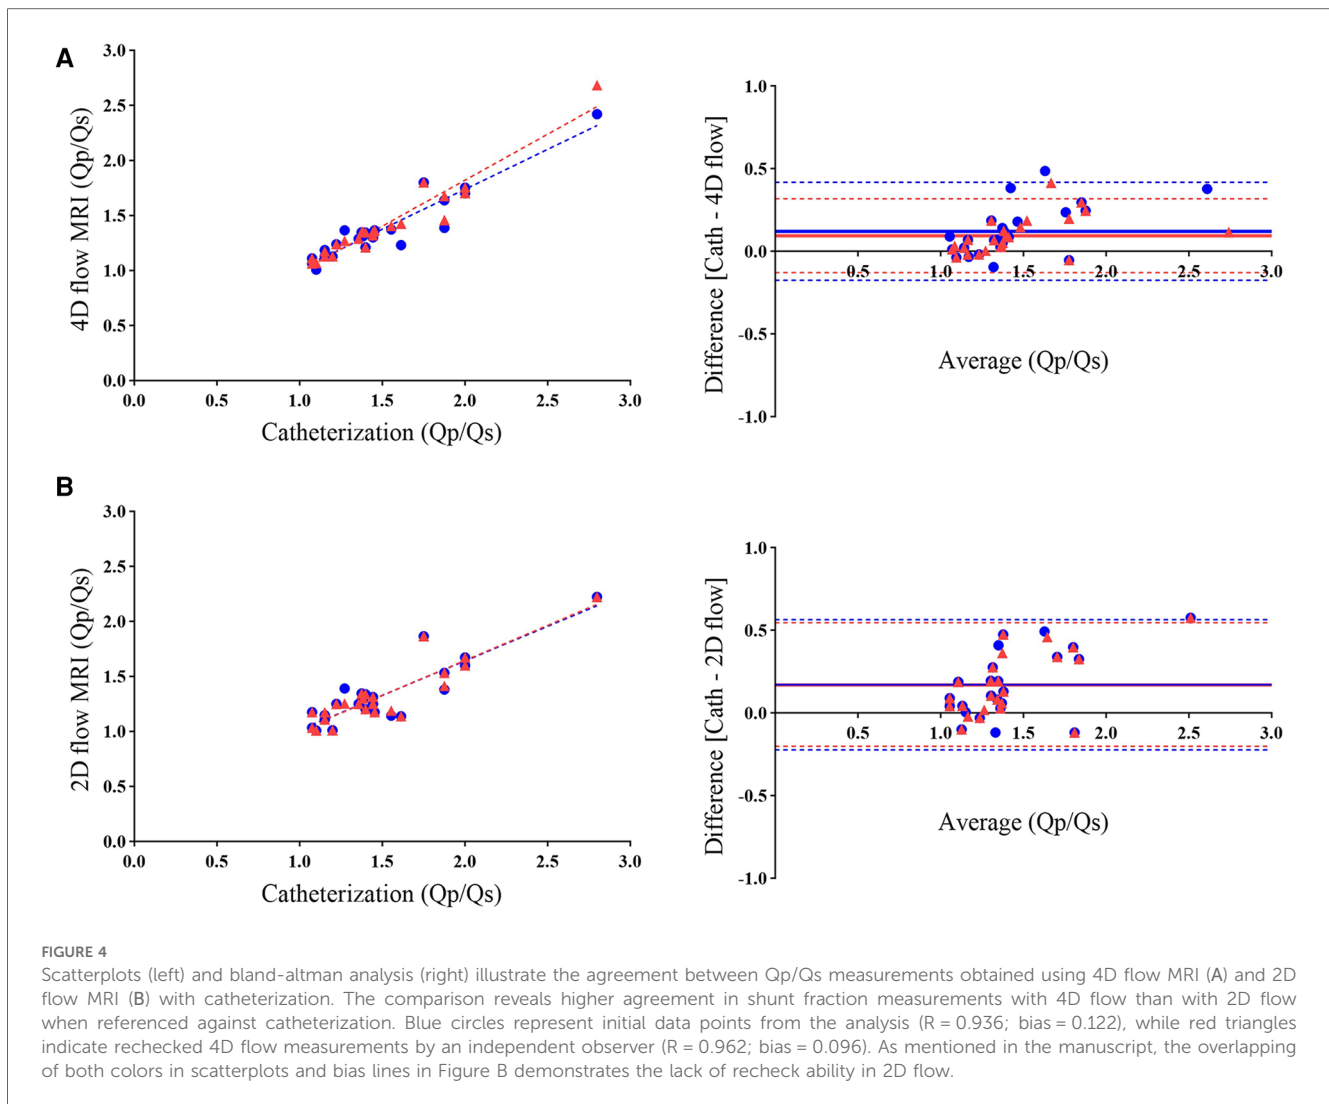 A
3.0
2.5
2.0
1.5
1.0
0.5
0.0
4D flow MRI (Qp/Qs)
0.0 0.5 1.0 1.5 2.0 2.5 3.0
Catheterization (Qp/Qs)
1.0
0.5
0.0
-0.5
-1.0
Difference [Cath - 4D flow]
0.5 1.0 1.5 2.0 2.5 3.0
Average (Qp/Qs)
B
3.0
2.5
2.0
1.5
1.0
0.5
0.0
2D flow MRI (Qp/Qs)
0.0 0.5 1.0 1.5 2.0 2.5 3.0
Catheterization (Qp/Qs)
1.0
0.5
0.0
-0.5
-1.0
Difference [Cath - 2D flow]
0.5 1.0 1.5 2.0 2.5 3.0
Average (Qp/Qs)
FIGURE 4
Scatterplots (left) and bland-altman analysis (right) illustrate the agreement between Qp/Qs measurements obtained using 4D flow MRI (A) and 2D
flow MRI (B) with catheterization. The comparison reveals higher agreement in shunt fraction measurements with 4D flow than with 2D flow
when referenced against catheterization. Blue circles represent initial data points from the analysis (R = 0.936; bias = 0.122), while red triangles
indicate rechecked 4D flow measurements by an independent observer (R = 0.962; bias = 0.096). As mentioned in the manuscript, the overlapping
of both colors in scatterplots and bias lines in Figure B demonstrates the lack of recheck ability in 2D flow.